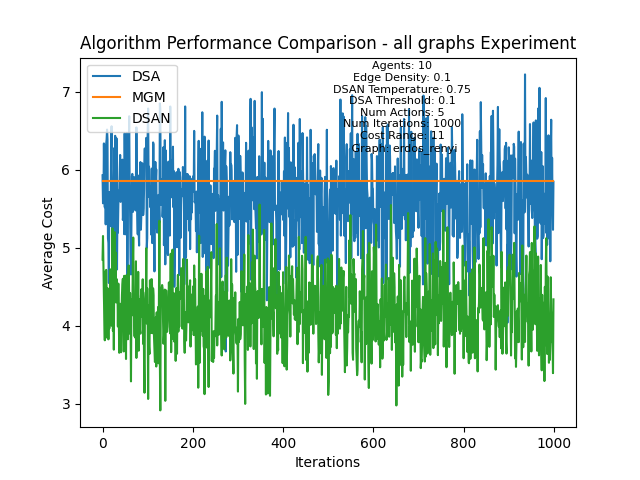 Algorithm Performance Comparison - all graphs Experiment
DSA
MGM
DSAN
Agents: 10
Edge Density: 0.1
DSAN Temperature: 0.75
DSA Threshold: 0.1
Num Actions: 5
Num Iterations: 1000
Cost Range: 11
Graph: erdos_renyi
7
6
5
4
3
Average Cost
0 200 400 600 800 1000
Iterations